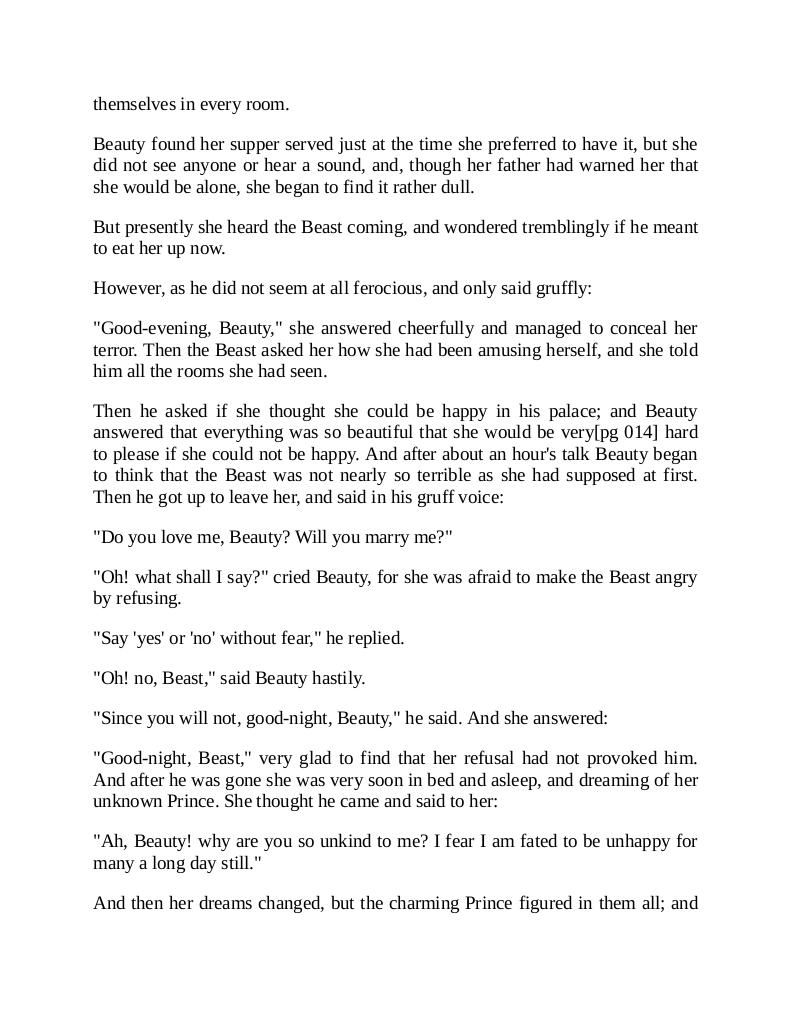 themselves in every room.
Beauty found her supper served just at the time she preferred to have it, but she
did not see anyone or hear a sound, and, though her father had warned her that
she would be alone, she began to find it rather dull.
But presently she heard the Beast coming, and wondered tremblingly if he meant
to eat her up now.
However, as he did not seem at all ferocious, and only said gruffly:
"Good-evening, Beauty," she answered cheerfully and managed to conceal her
terror. Then the Beast asked her how she had been amusing herself, and she told
him all the rooms she had seen.
Then he asked if she thought she could be happy in his palace; and Beauty
answered that everything was so beautiful that she would be very[pg 014] hard
to please if she could not be happy. And after about an hour's talk Beauty began
to think that the Beast was not nearly so terrible as she had supposed at first.
Then he got up to leave her, and said in his gruff voice:
"Do you love me, Beauty? Will you marry me?"
"Oh! what shall I say?" cried Beauty, for she was afraid to make the Beast angry
by refusing.
"Say 'yes' or 'no' without fear," he replied.
"Oh! no, Beast," said Beauty hastily.
"Since you will not, good-night, Beauty," he said. And she answered:
"Good-night, Beast," very glad to find that her refusal had not provoked him.
And after he was gone she was very soon in bed and asleep, and dreaming of her
unknown Prince. She thought he came and said to her:
"Ah, Beauty! why are you so unkind to me? I fear I am fated to be unhappy for
many a long day still."
And then her dreams changed, but the charming Prince figured in them all; and